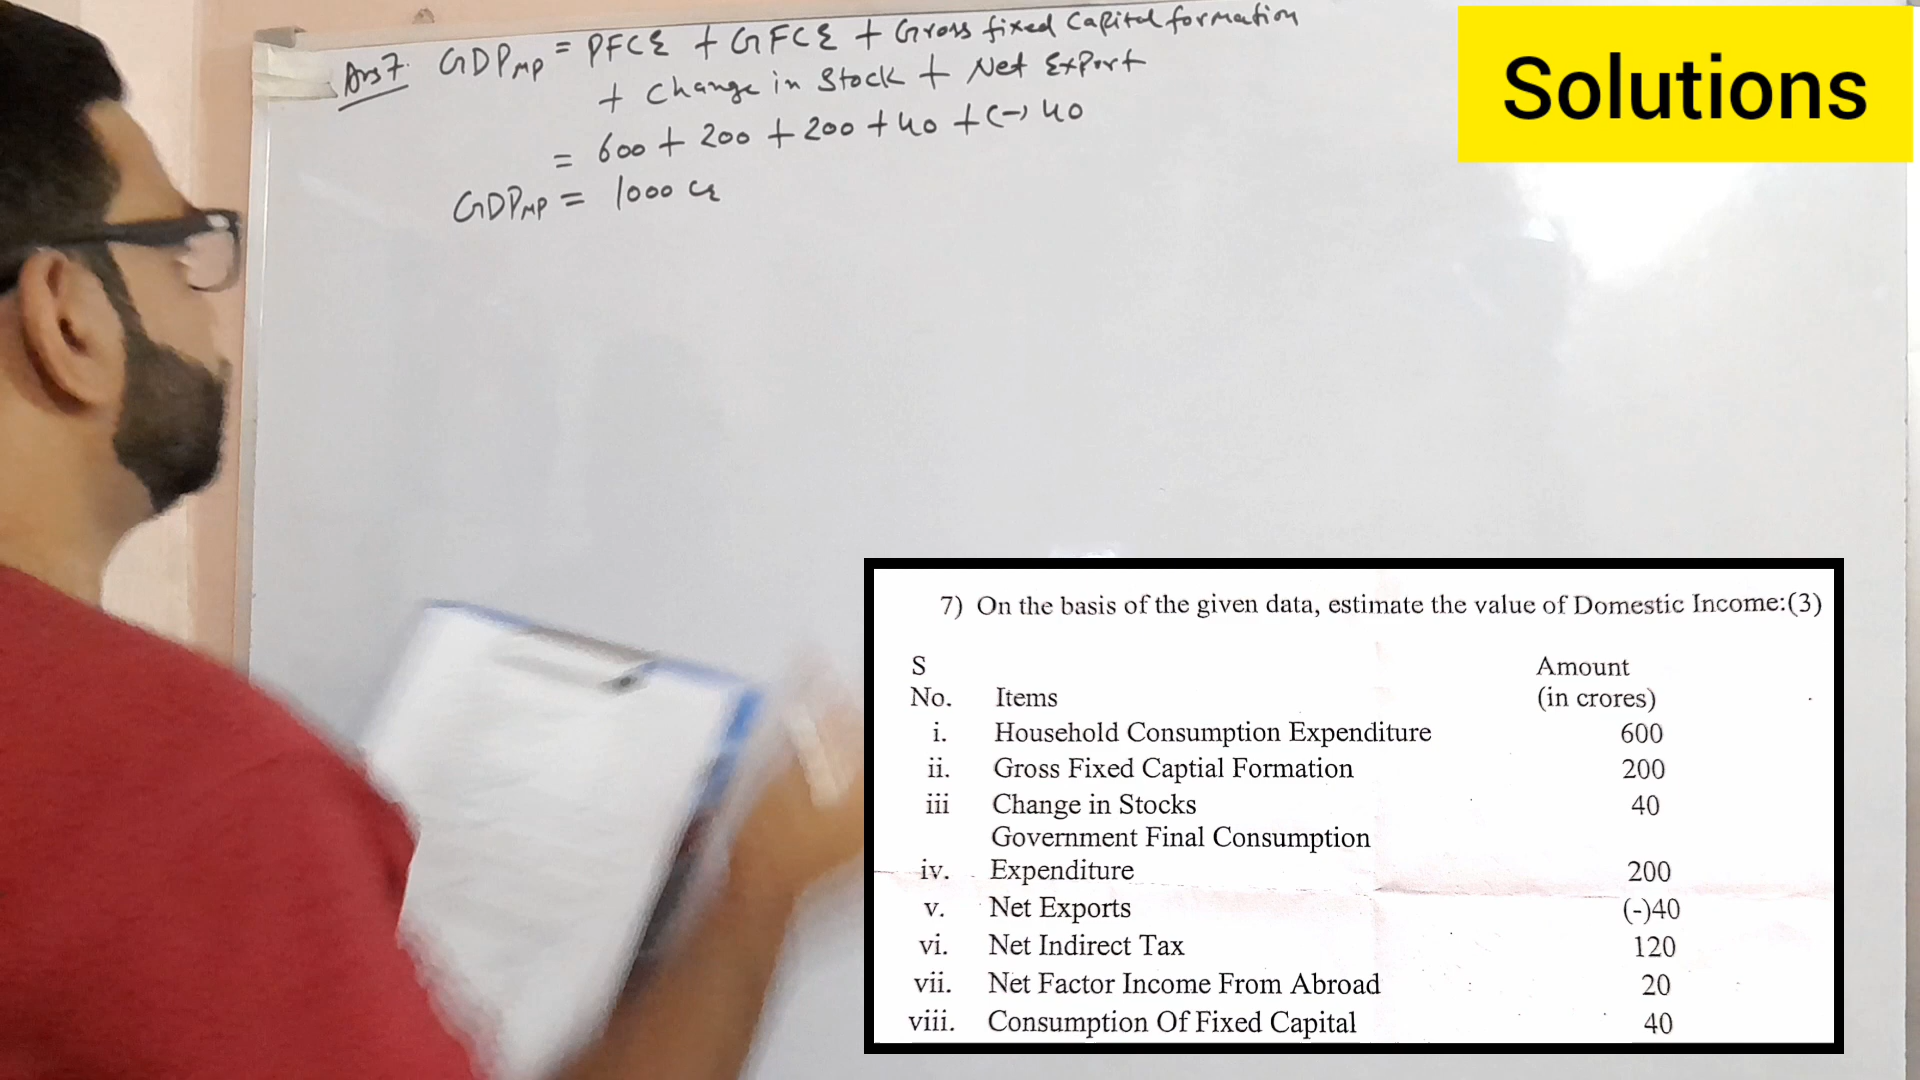 Ans 7. GDPMP = PFCE + GFCE + Gross fixed Capital formation
+ Change in Stock + Net Export
= 600 + 200 + 200 + 40 + (-) 40
GDPMP = 1000 Cr
Solutions
7) On the basis of the given data, estimate the value of Domestic Income:(3)
S Amount
No. Items (in crores)
i. Household Consumption Expenditure 600
ii. Gross Fixed Captial Formation 200
iii Change in Stocks 40
Government Final Consumption
iv. Expenditure 200
v. Net Exports (-)40
vi. Net Indirect Tax 120
vii. Net Factor Income From Abroad 20
viii. Consumption Of Fixed Capital 40